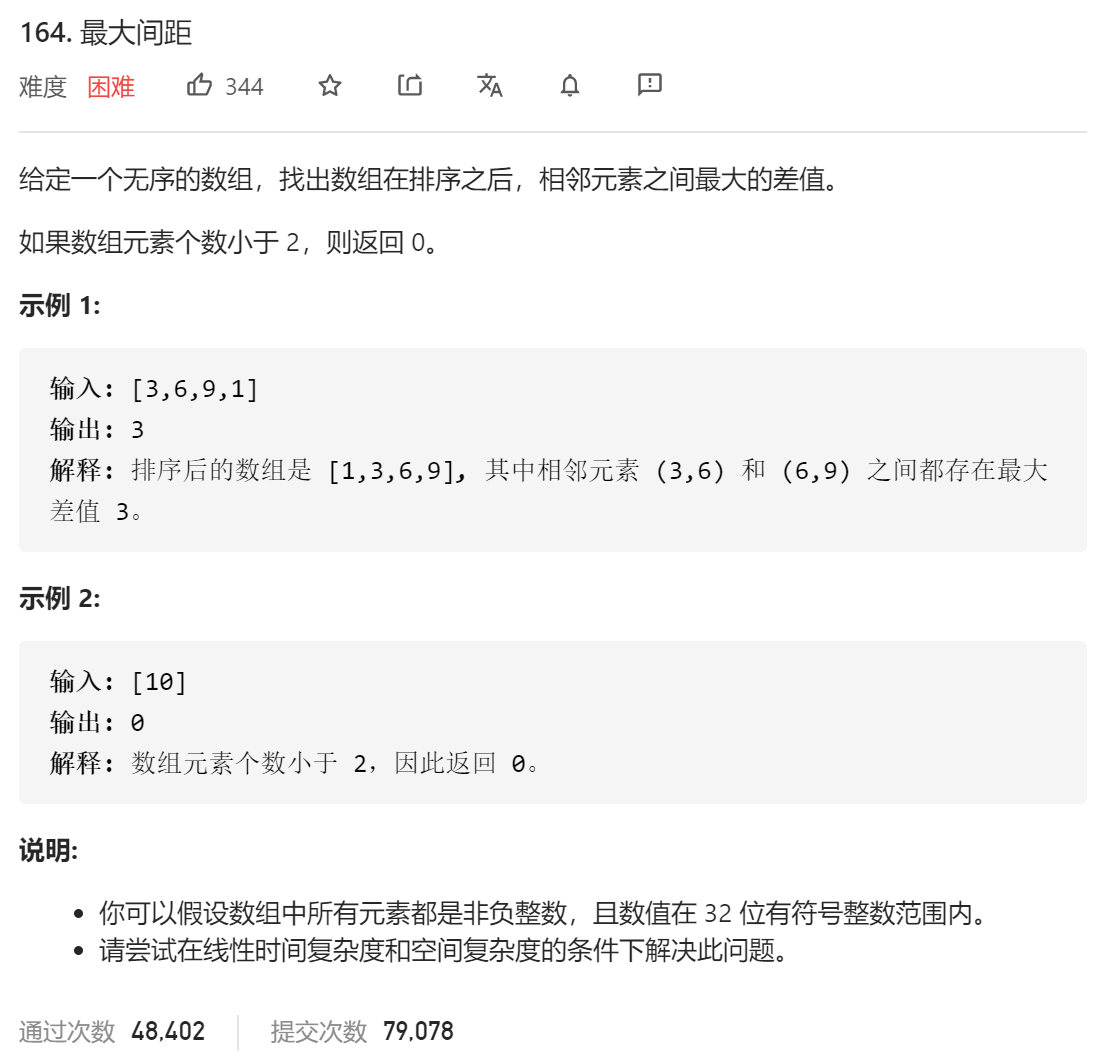 164. 最大间距
难度 困难 344
给定一个无序的数组，找出数组在排序之后，相邻元素之间最大的差值。
如果数组元素个数小于 2，则返回 0。
示例 1:
输入: [3,6,9,1]
输出: 3
解释: 排序后的数组是 [1,3,6,9], 其中相邻元素 (3,6) 和 (6,9) 之间都存在最大
差值 3。
示例 2:
输入: [10]
输出: 0
解释: 数组元素个数小于 2，因此返回 0。
说明:
• 你可以假设数组中所有元素都是非负整数，且数值在 32 位有符号整数范围内。
• 请尝试在线性时间复杂度和空间复杂度的条件下解决此问题。
通过次数 48,402 提交次数 79,078